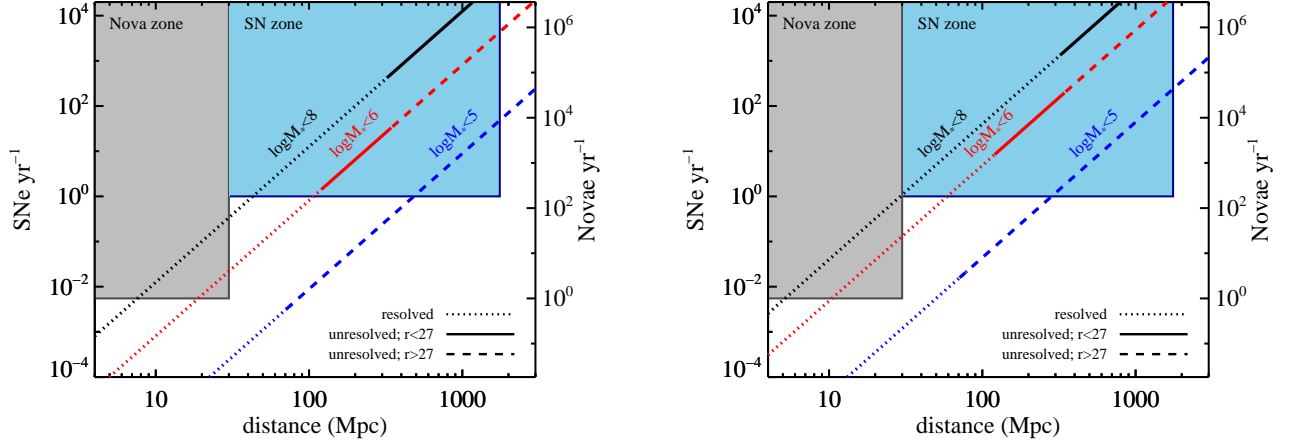 Nova zone
SN zone
logM*<8
logM*<6
logM*<5
resolved
unresolved; r<27
unresolved; r>27
10⁴
10²
10⁰
10⁻²
10⁻⁴
SNe yr⁻¹
10⁶
10⁴
10²
10⁰
Novae yr⁻¹
10
100
1000
distance (Mpc)
Nova zone
SN zone
logM*<8
logM*<6
logM*<5
resolved
unresolved; r<27
unresolved; r>27
10⁴
10²
10⁰
10⁻²
10⁻⁴
SNe yr⁻¹
10⁶
10⁴
10²
10⁰
Novae yr⁻¹
10
100
1000
distance (Mpc)